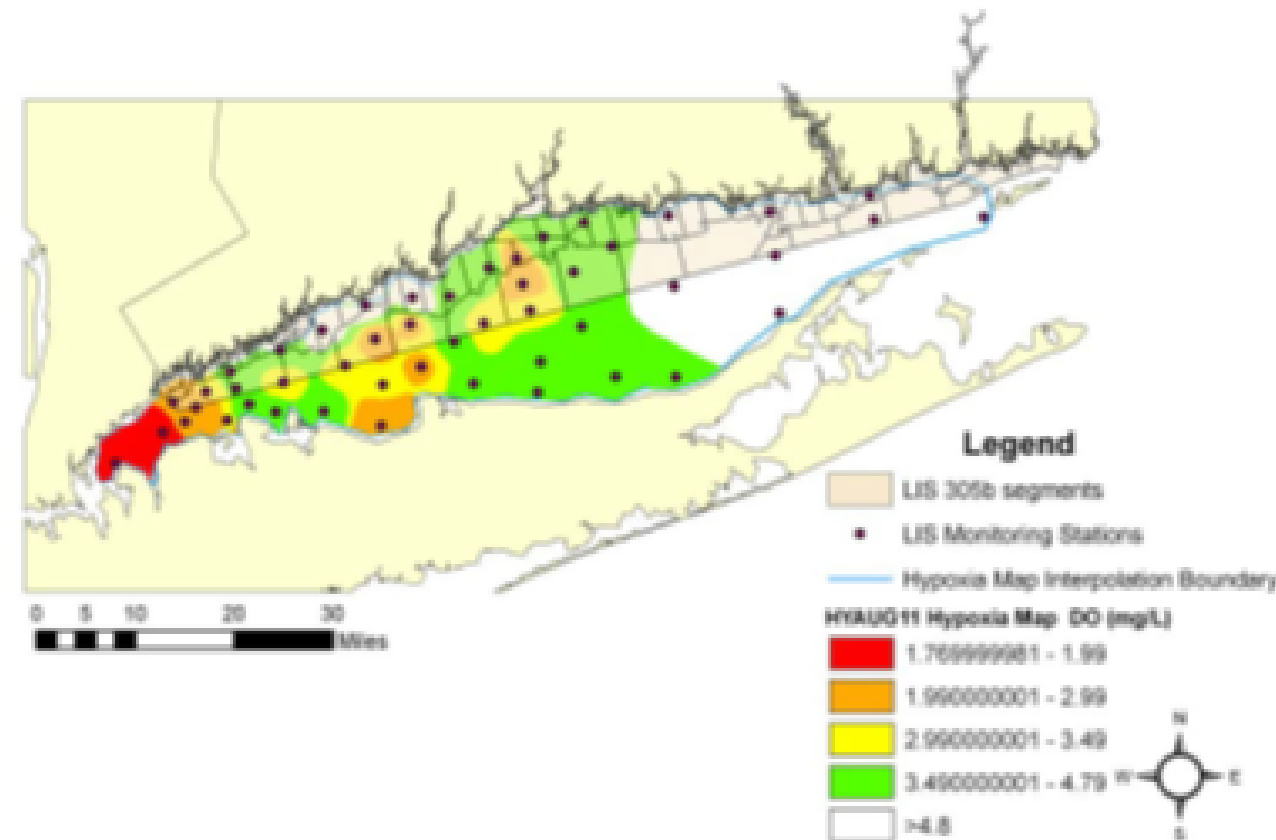 Legend
LIS 305b segments
LIS Monitoring Stations
Hypoxia Map Interpolation Boundary
0 5 10 20 30
Miles
HYAUG11 Hypoxia Map DO (mg/L)
1.769999981 - 1.99
1.990000001 - 2.99
2.990000001 - 3.49
3.490000001 - 4.79
>4.8
N
W E
S